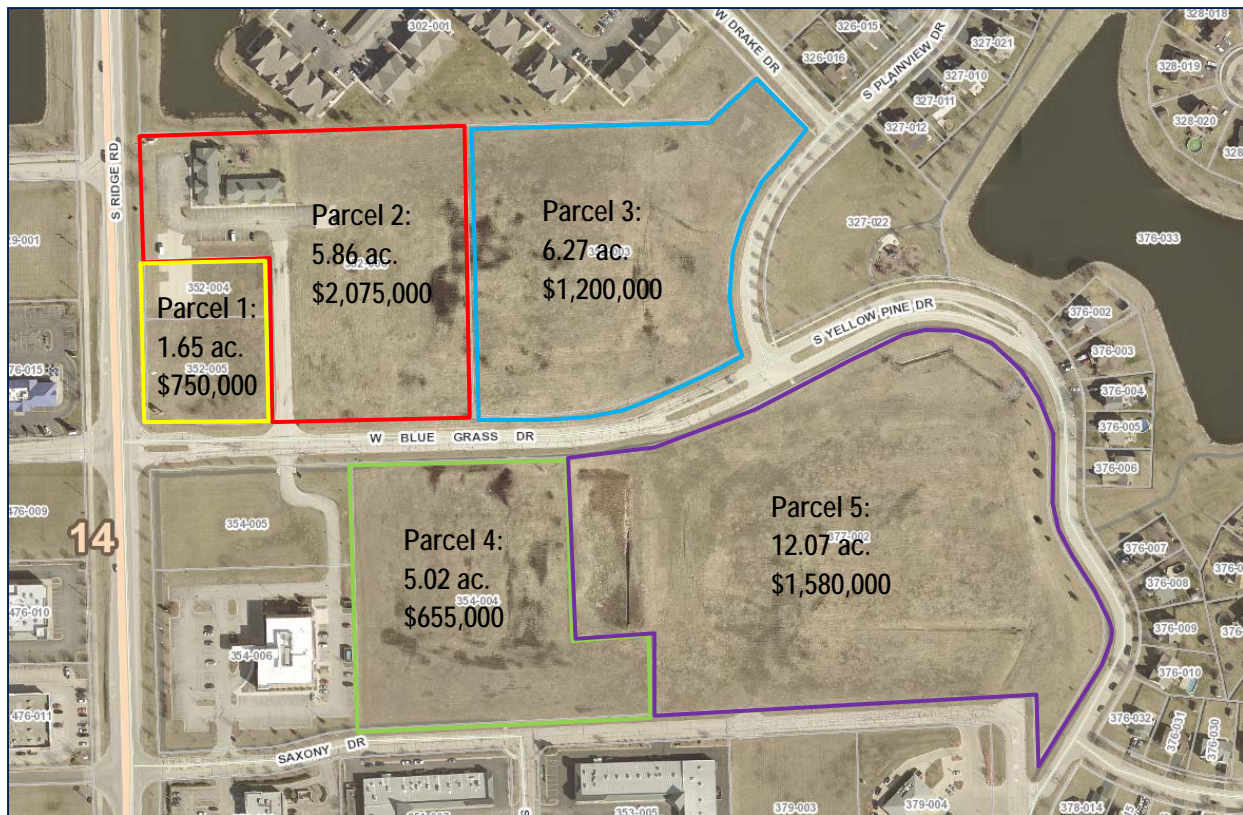 302-001
W DRAKE DR
326-015
326-016
S PLAINVIEW DR
327-021
327-010
327-011
327-012
328-018
328-019
328-020
S RIDGE RD
Parcel 2:
5.86 ac.
$2,075,000
Parcel 3:
6.27 ac.
$1,200,000
327-022
376-033
352-004
Parcel 1:
1.65 ac.
352-005
$750,000
S YELLOW PINE DR
376-002
376-003
376-004
376-005
376-006
W BLUE GRASS DR
14
354-005
Parcel 4:
5.02 ac.
354-004
$655,000
Parcel 5:
377-002
12.07 ac.
$1,580,000
376-007
376-008
376-009
376-010
476-010
354-006
476-011
376-032
376-031
376-030
SAXONY DR
353-005
379-003
379-004
378-014